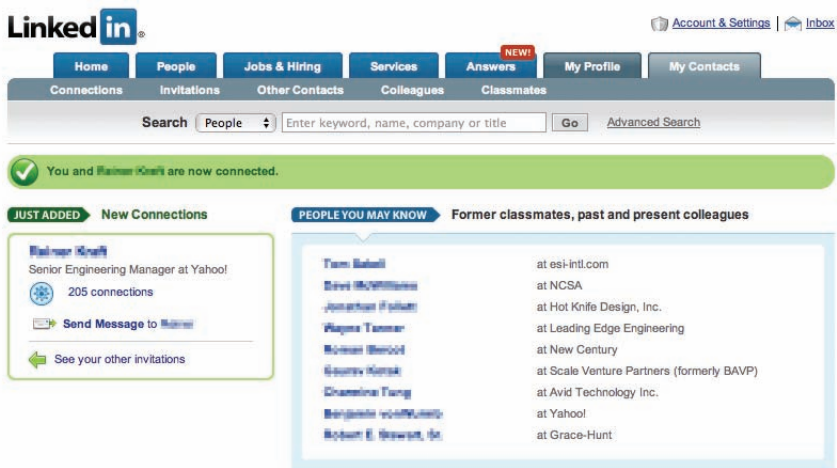 Linked in
Account & Settings | Inbox
NEW!
Home People Jobs & Hiring Services Answers My Profile My Contacts
Connections Invitations Other Contacts Colleagues Classmates
Search People Enter keyword, name, company or title Go Advanced Search
You and are now connected.
JUST ADDED New Connections
Senior Engineering Manager at Yahoo!
205 connections
Send Message to
See your other invitations
PEOPLE YOU MAY KNOW Former classmates, past and present colleagues
at esi-intl.com
at NCSA
at Hot Knife Design, Inc.
at Leading Edge Engineering
at New Century
at Scale Venture Partners (formerly BAVP)
at Avid Technology Inc.
at Yahoo!
at Grace-Hunt